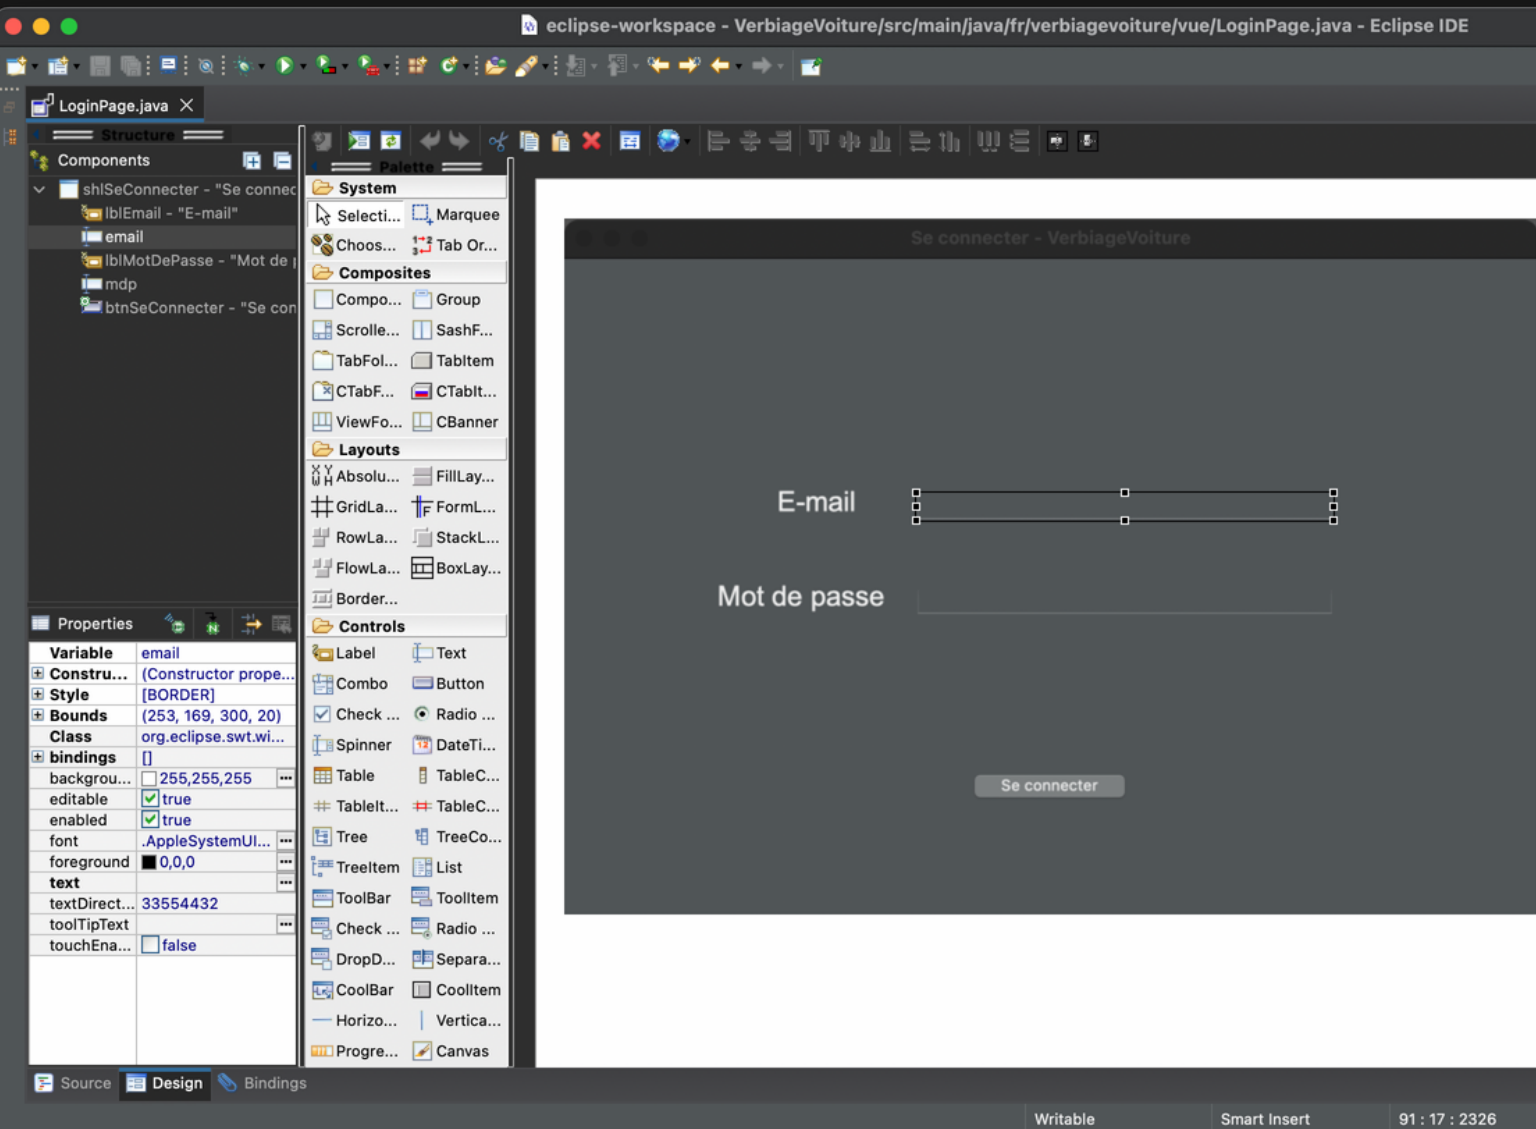 eclipse-workspace - VerbiageVoiture/src/main/java/fr/verbiagevoiture/vue/LoginPage.java - Eclipse IDE
LoginPage.java
Structure
Components
shlSeConnecter - "Se connec
lblEmail - "E-mail"
email
lblMotDePasse - "Mot de
mdp
btnSeConnecter - "Se con
Properties
Variable email
Constru... (Constructor prope...
Style [BORDER]
Bounds (253, 169, 300, 20)
Class org.eclipse.swt.wi...
bindings []
backgrou... 255,255,255
editable true
enabled true
font .AppleSystemUI...
foreground 0,0,0
text
textDirect... 33554432
toolTipText
touchEna... false
Palette
System
Selecti... Marquee
Choos... Tab Or...
Composites
Compo... Group
Scrolle... SashF...
TabFol... TabItem
CTabF... CTabIt...
ViewFo... CBanner
Layouts
Absolu... FillLay...
GridLa... FormL...
RowLa... StackL...
FlowLa... BoxLay...
Border...
Controls
Label Text
Combo Button
Check ... Radio ...
Spinner DateTi...
Table TableC...
TableIt... TableC...
Tree TreeCo...
TreeItem List
ToolBar ToolItem
Check ... Radio ...
DropD... Separa...
CoolBar CoolItem
Horizo... Vertica...
Progre... Canvas
Se connecter - VerbiageVoiture
E-mail
Mot de passe
Se connecter
Source Design Bindings
Writable Smart Insert 91 : 17 : 2326